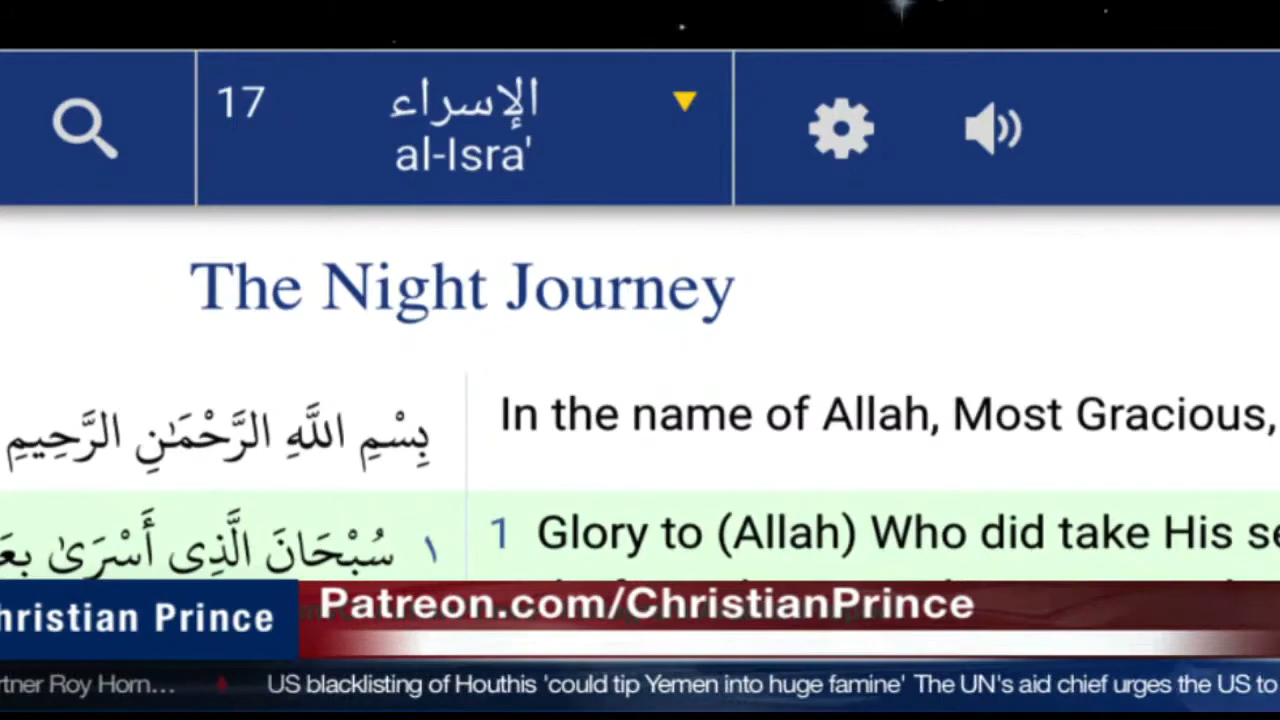 17
الإسراء
al-Isra'
The Night Journey
بِسْمِ اللَّهِ الرَّحْمَٰنِ الرَّحِيمِ
In the name of Allah, Most Gracious,
سُبْحَانَ الَّذِى أَسْرَىٰ بِعَ ١
1 Glory to (Allah) Who did take His se
hristian Prince
Patreon.com/ChristianPrince
rtner Roy Horn... US blacklisting of Houthis 'could tip Yemen into huge famine' The UN's aid chief urges the US to